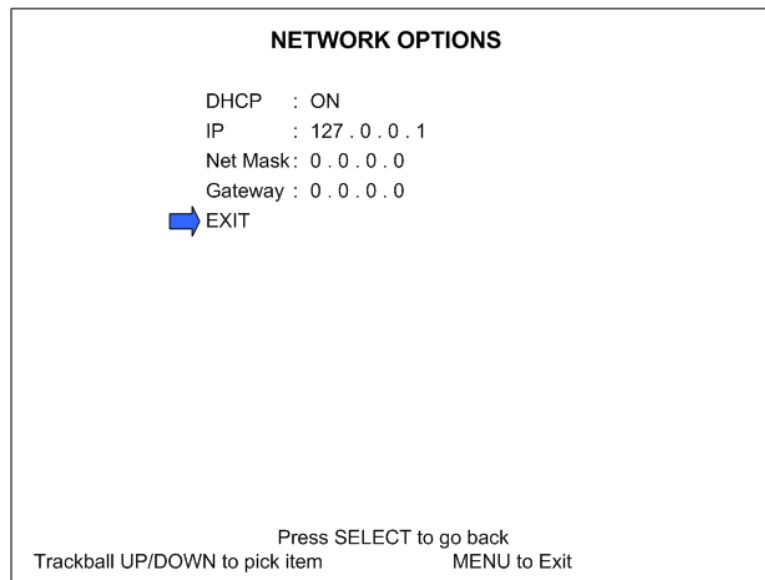 NETWORK OPTIONS
DHCP : ON
IP : 127 . 0 . 0 . 1
Net Mask : 0 . 0 . 0 . 0
Gateway : 0 . 0 . 0 . 0
EXIT
Press SELECT to go back
Trackball UP/DOWN to pick item MENU to Exit